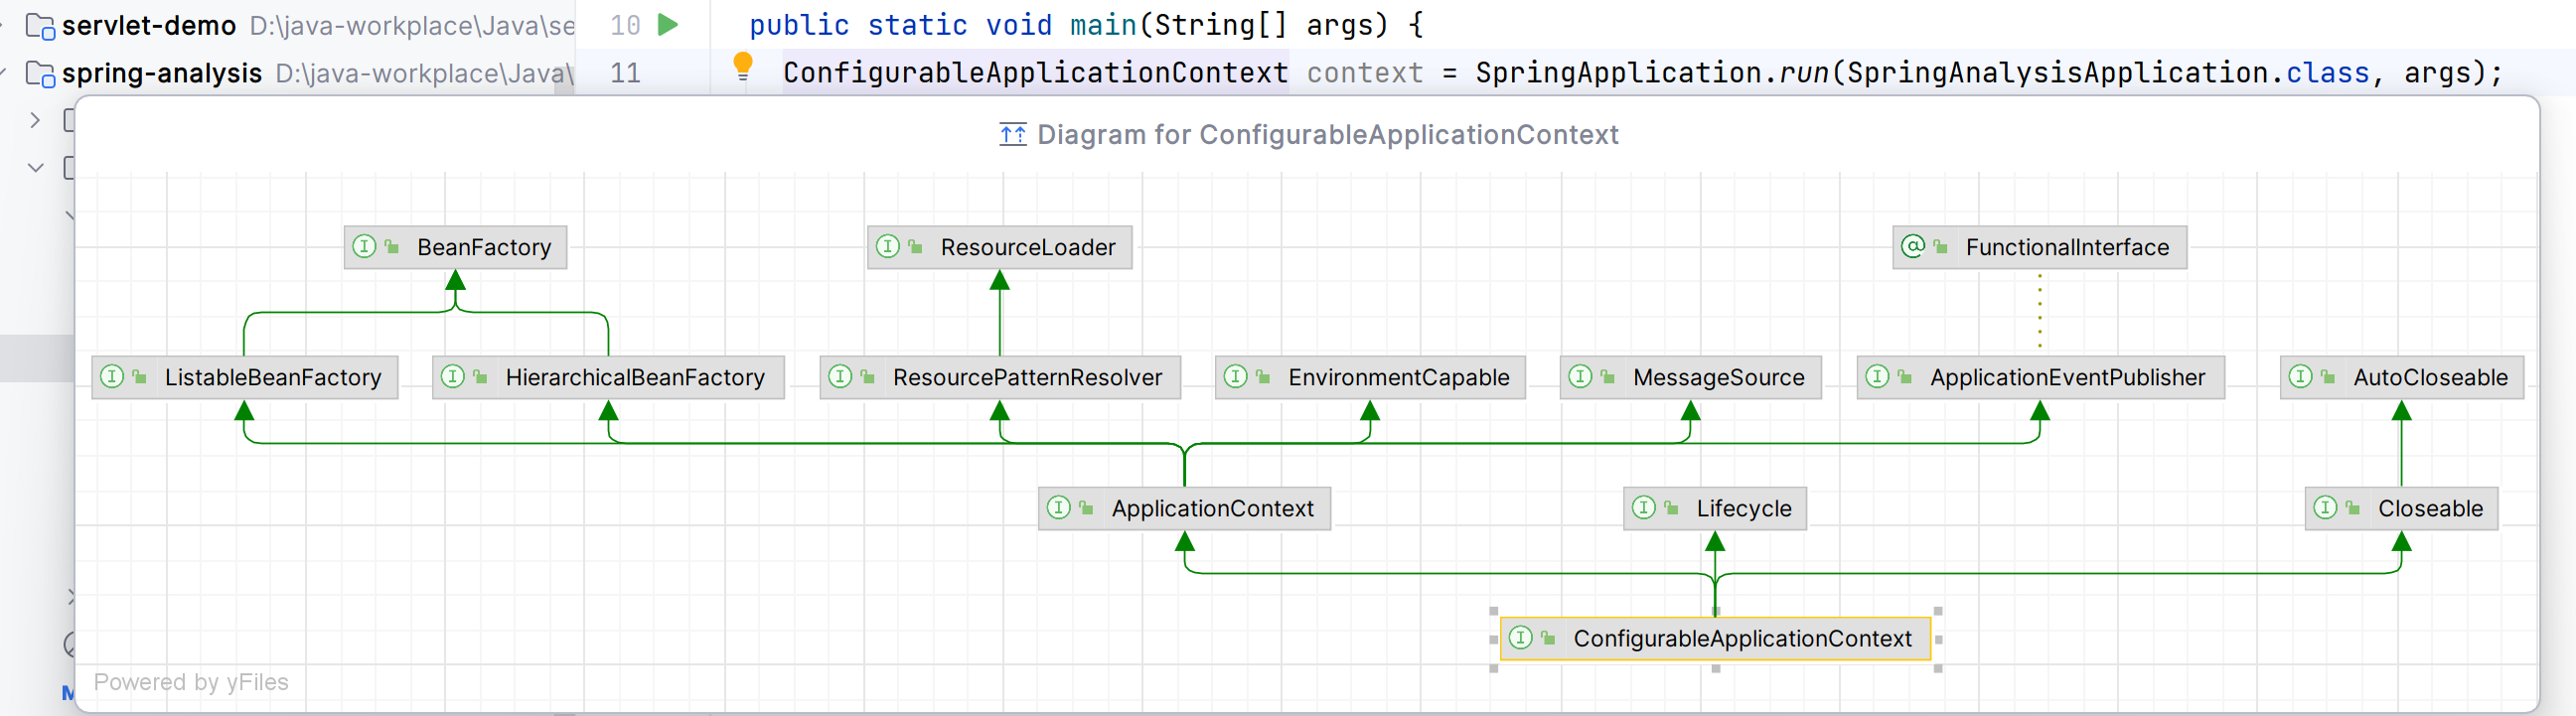 servlet-demo D:\java-workplace\Java\se
10 public static void main(String[] args) {
spring-analysis D:\java-workplace\Java\
11 ConfigurableApplicationContext context = SpringApplication.run(SpringAnalysisApplication.class, args);
Diagram for ConfigurableApplicationContext
BeanFactory ResourceLoader FunctionalInterface
ListableBeanFactory HierarchicalBeanFactory ResourcePatternResolver EnvironmentCapable MessageSource ApplicationEventPublisher AutoCloseable
ApplicationContext Lifecycle Closeable
ConfigurableApplicationContext
Powered by yFiles